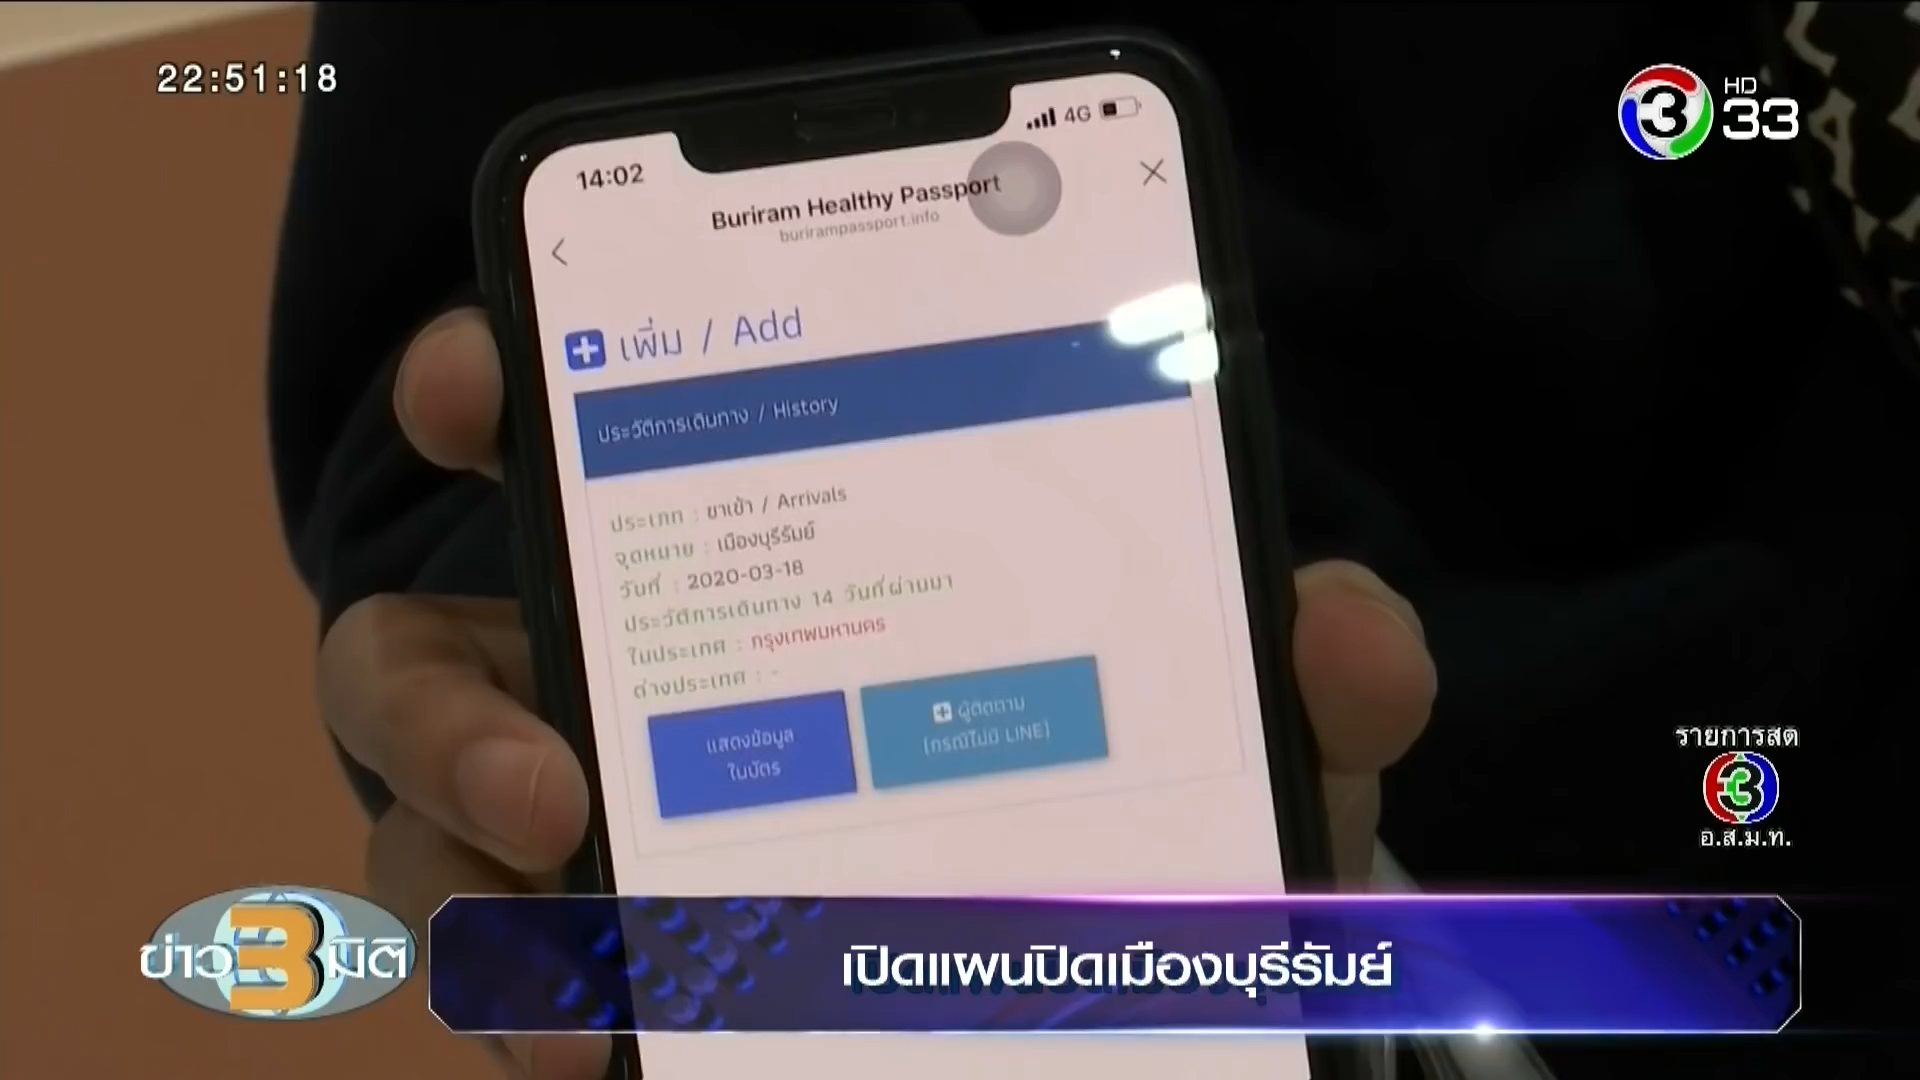 22:51:18
HD
3 33
14:02
4G
Buriram Healthy Passport
burirampassport.info
เพิ่ม / Add
ประวัติการเดินทาง / History
ประเภท : ขาเข้า / Arrivals
จุดหมาย : เมืองบุรีรัมย์
วันที่ : 2020-03-18
ประวัติการเดินทาง 14 วันที่ผ่านมา
ในประเทศ : กรุงเทพมหานคร
ต่างประเทศ : -
แสดงข้อมูล
ในบัตร
ผู้ติดตาม
(กรณีไม่มี LINE)
รายการสด
3
อ.ส.ม.ท.
ข่าว3มิติ
เปิดแผนปิดเมืองบุรีรัมย์